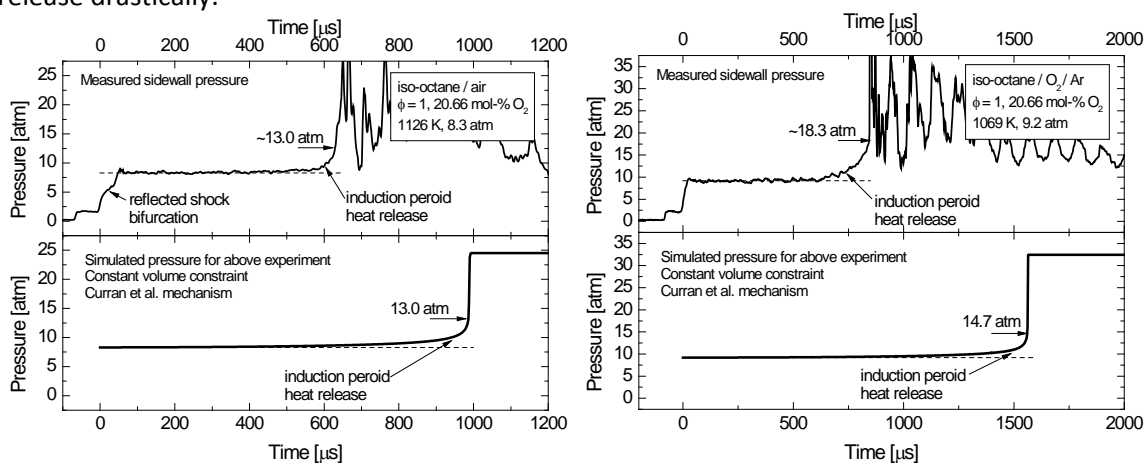 release drastically.
Time [μs]
0 200 400 600 800 1000 1200
25
20
15
10
5
0
Pressure [atm]
Measured sidewall pressure
iso-octane / air
ϕ = 1, 20.66 mol-% O2
1126 K, 8.3 atm
~13.0 atm
reflected shock
bifurcation
induction peroid
heat release
25
20
15
10
5
0
Pressure [atm]
Simulated pressure for above experiment
Constant volume constraint
Curran et al. mechanism
13.0 atm
induction peroid
heat release
0 200 400 600 800 1000 1200
Time [μs]
Time [μs]
0 500 1000 1500 2000
35
30
25
20
15
10
5
0
Pressure [atm]
Measured sidewall pressure
iso-octane / O2/ Ar
ϕ = 1, 20.66 mol-% O2
1069 K, 9.2 atm
~18.3 atm
induction peroid
heat release
35
30
25
20
15
10
5
0
Pressure [atm]
Simulated pressure for above experiment
Constant volume constraint
Curran et al. mechanism
14.7 atm
induction peroid
heat release
0 500 1000 1500 2000
Time [μs]